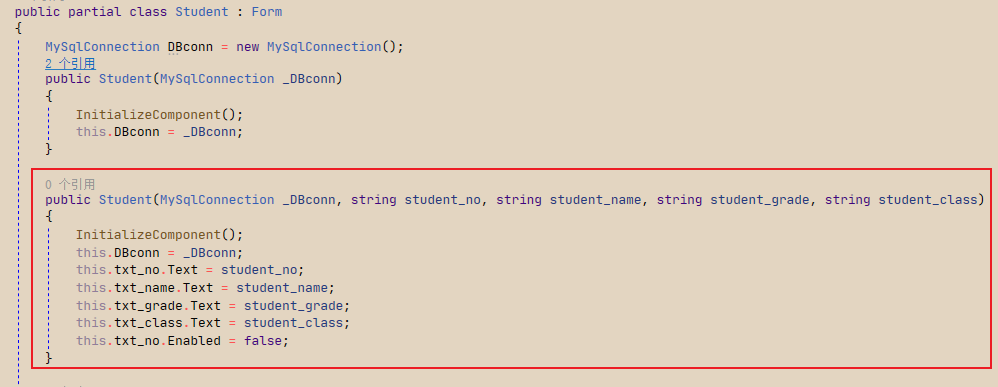 public partial class Student : Form
{
MySqlConnection DBconn = new MySqlConnection();
2 个引用
public Student(MySqlConnection _DBconn)
{
InitializeComponent();
this.DBconn = _DBconn;
}
0 个引用
public Student(MySqlConnection _DBconn, string student_no, string student_name, string student_grade, string student_class)
{
InitializeComponent();
this.DBconn = _DBconn;
this.txt_no.Text = student_no;
this.txt_name.Text = student_name;
this.txt_grade.Text = student_grade;
this.txt_class.Text = student_class;
this.txt_no.Enabled = false;
}